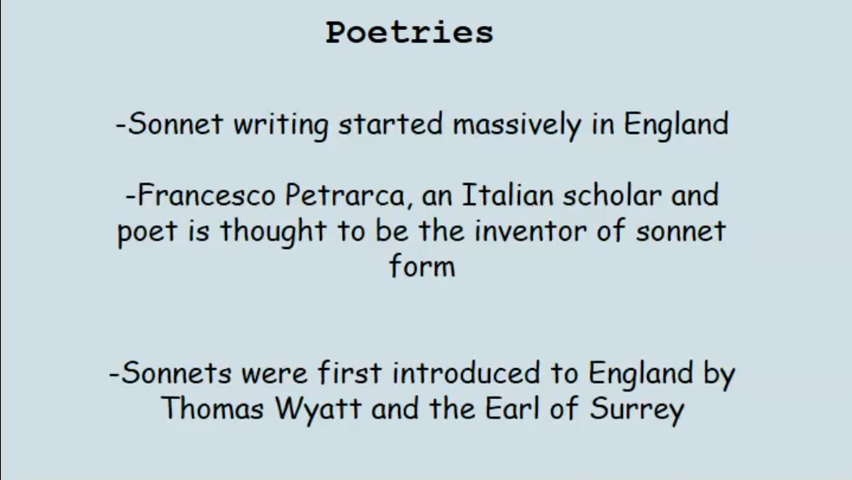 Poetries
-Sonnet writing started massively in England
-Francesco Petrarca, an Italian scholar and
poet is thought to be the inventor of sonnet
form
-Sonnets were first introduced to England by
Thomas Wyatt and the Earl of Surrey